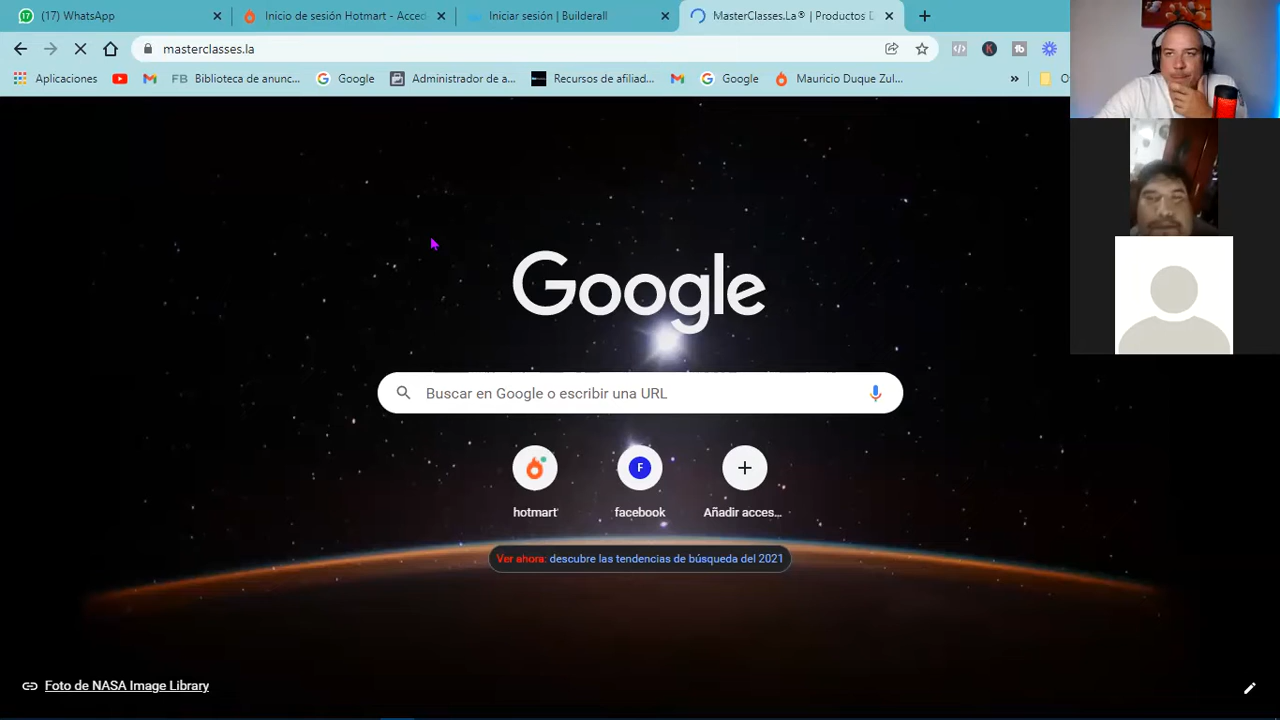 (17) WhatsApp
Inicio de sesión Hotmart - Acced
Iniciar sesión | Builderall
MasterClasses.La® | Productos D
masterclasses.la
Aplicaciones
FB Biblioteca de anunc...
Google
Administrador de a...
Recursos de afiliad...
Google
Mauricio Duque Zul...
»
O
Google
Buscar en Google o escribir una URL
F
hotmart
facebook
Añadir acces...
Ver ahora: descubre las tendencias de búsqueda del 2021
Foto de NASA Image Library